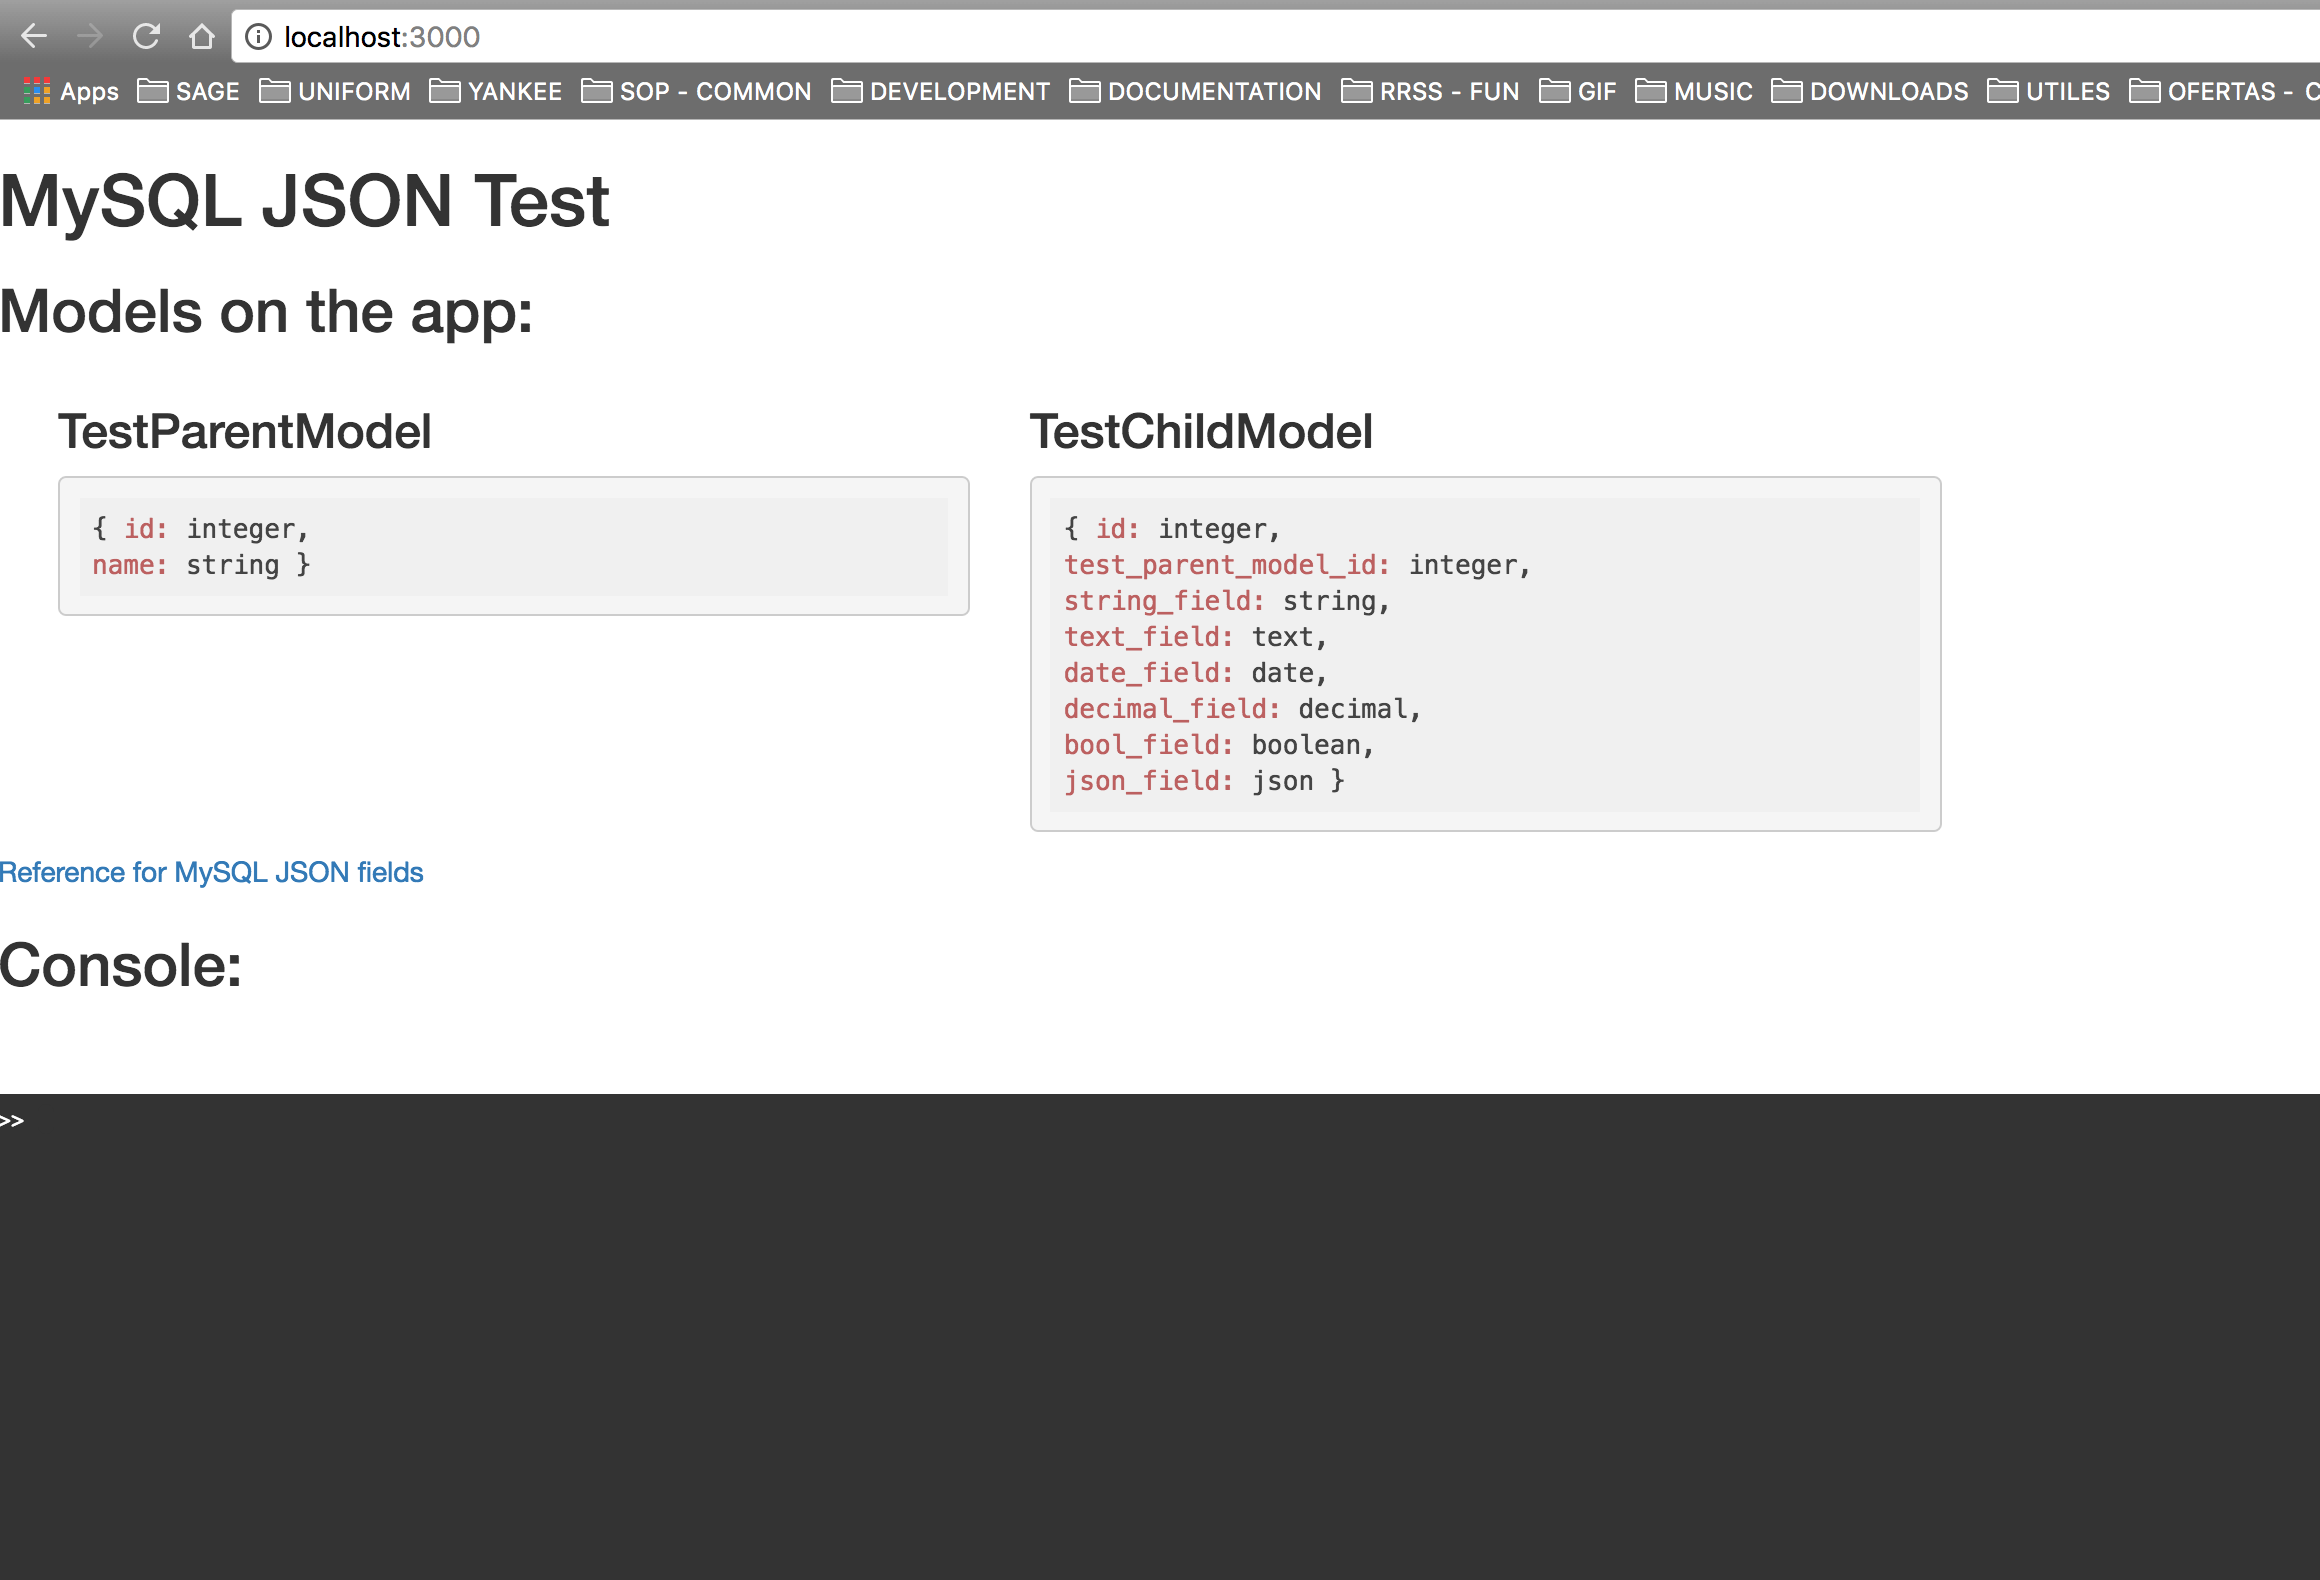 localhost:3000
Apps SAGE UNIFORM YANKEE SOP - COMMON DEVELOPMENT DOCUMENTATION RRSS - FUN GIF MUSIC DOWNLOADS UTILES OFERTAS - C
MySQL JSON Test
Models on the app:
TestParentModel
{ id: integer,
name: string }
TestChildModel
{ id: integer,
test_parent_model_id: integer,
string_field: string,
text_field: text,
date_field: date,
decimal_field: decimal,
bool_field: boolean,
json_field: json }
Reference for MySQL JSON fields
Console:
>>